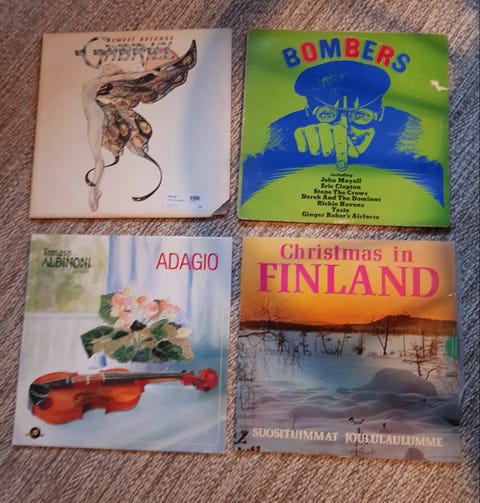 SWEET RELEASE
GABRIEL
BOMBERS
including
John Mayall
Eric Clapton
Stone The Crows
Derek And The Dominos
Richie Havens
Taste
Ginger Baker's Airforce
Tomaso
ALBINONI
ADAGIO
Christmas in
FINLAND
SUOSITUIMMAT JOULULAULUMME